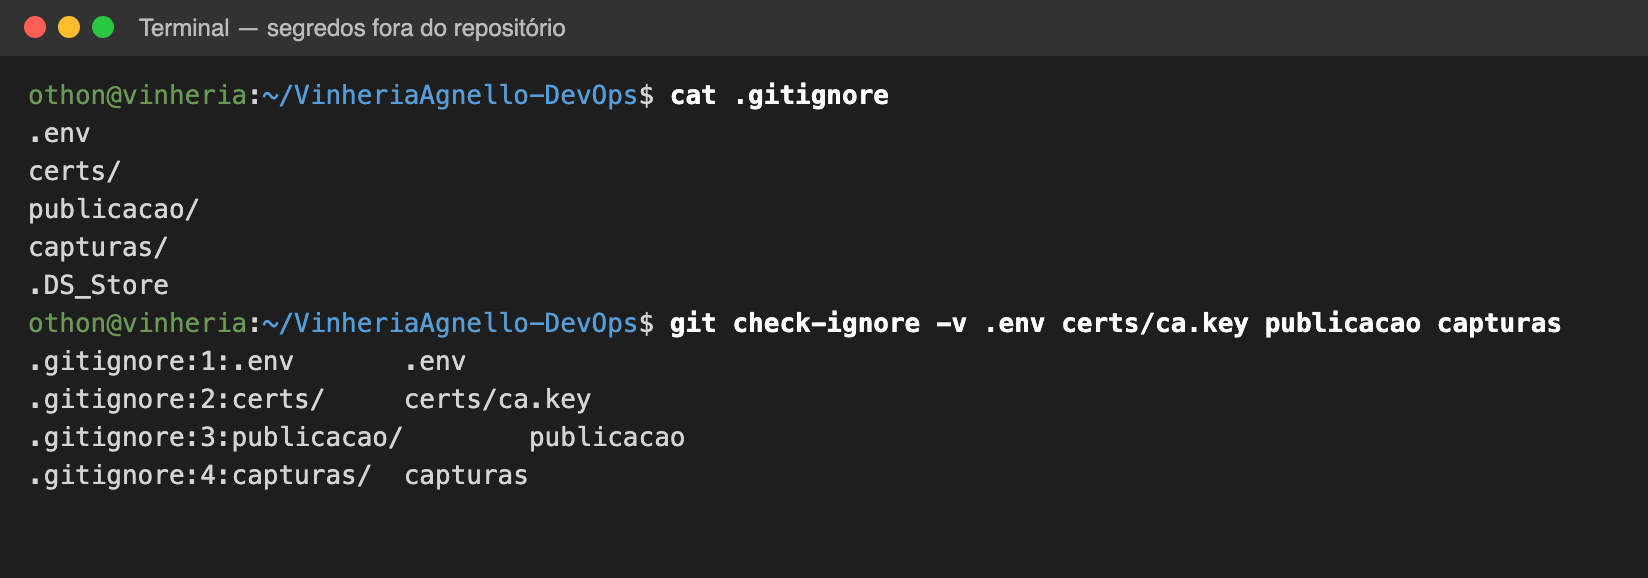 Terminal — segredos fora do repositório
othon@vinheria:~/VinheriaAgnello-DevOps$ cat .gitignore
.env
certs/
publicacao/
capturas/
.DS_Store
othon@vinheria:~/VinheriaAgnello-DevOps$ git check-ignore -v .env certs/ca.key publicacao capturas
.gitignore:1:.env	.env
.gitignore:2:certs/	certs/ca.key
.gitignore:3:publicacao/	publicacao
.gitignore:4:capturas/	capturas